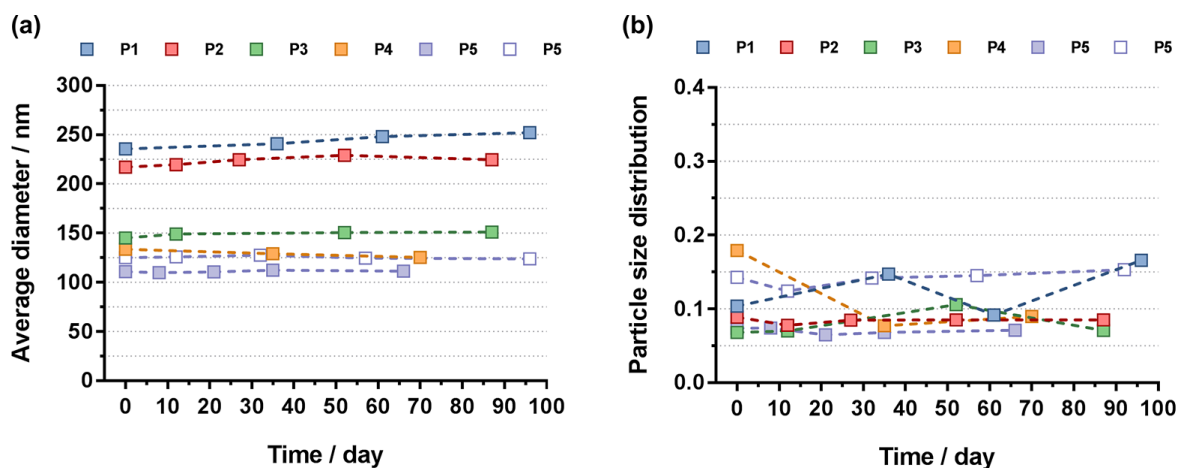 (a)
P1 P2 P3 P4 P5 P5
300
250
200
150
100
50
0
0 10 20 30 40 50 60 70 80 90 100
Average diameter / nm
Time / day
(b)
P1 P2 P3 P4 P5 P5
0.4
0.3
0.2
0.1
0.0
0 10 20 30 40 50 60 70 80 90 100
Particle size distribution
Time / day